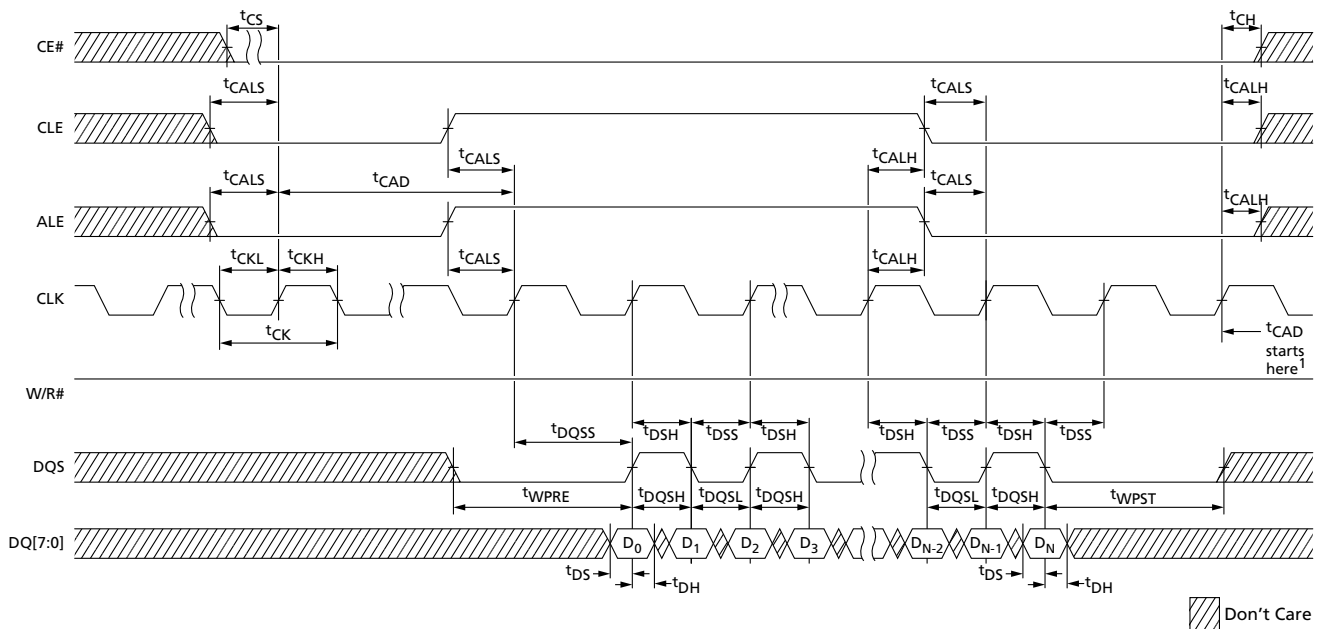 tCS
tCH
CE#
tCALS
tCALS
tCALH
CLE
tCALS
tCALH
tCALS
tCAD
tCALS
tCALH
ALE
tCKL
tCKH
tCALS
tCALH
CLK
tCK
tCAD
starts
here1
W/R#
tDQSS
tDSH
tDSS
tDSH
tDSH
tDSS
tDSH
tDSS
DQS
tWPRE
tDQSH
tDQSL
tDQSH
tDQSL
tDQSH
tWPST
DQ[7:0]
D0
D1
D2
D3
DN-2
DN-1
DN
tDS
tDH
tDS
tDH
Don't Care